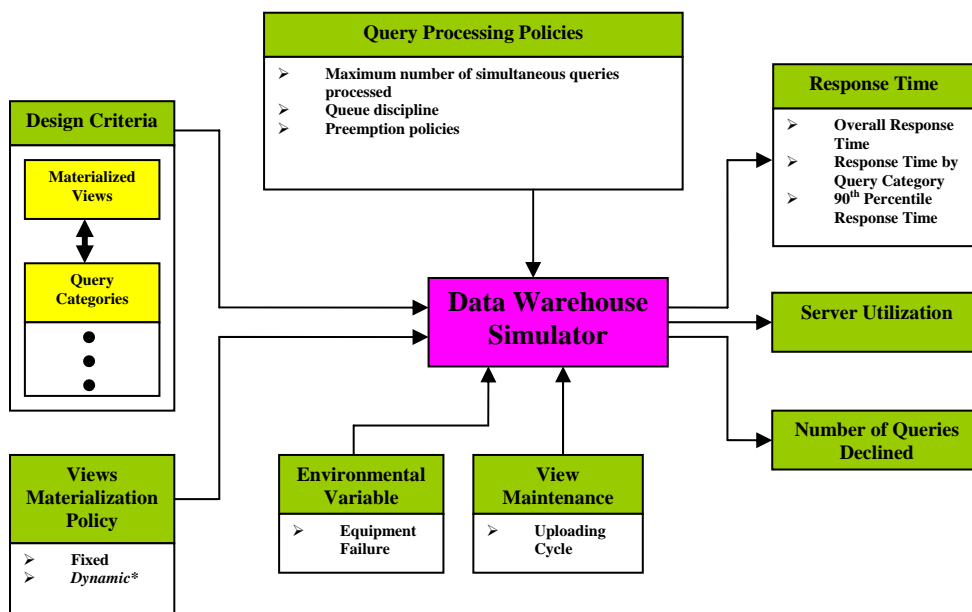 Query Processing Policies
➢ Maximum number of simultaneous queries
processed
➢ Queue discipline
➢ Preemption policies
Design Criteria
Materialized
Views
Query
Categories
Views
Materialization
Policy
➢ Fixed
➢ Dynamic*
Data Warehouse
Simulator
Environmental
Variable
➢ Equipment
Failure
View
Maintenance
➢ Uploading
Cycle
Response Time
➢ Overall Response
Time
➢ Response Time by
Query Category
➢ 90th Percentile
Response Time
Server Utilization
Number of Queries
Declined